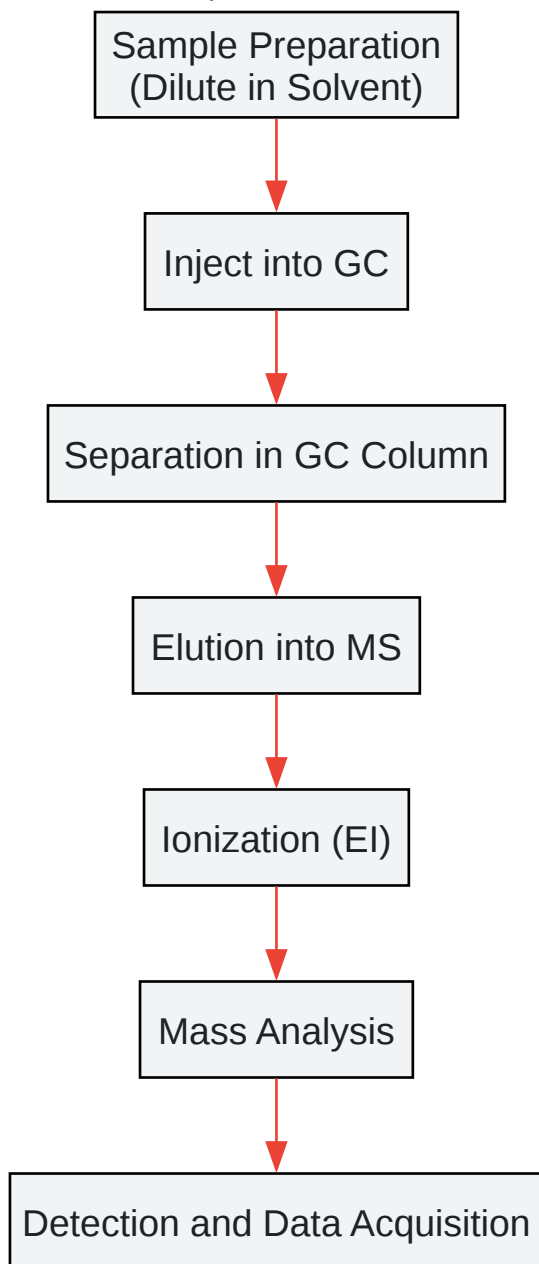 Sample Preparation
(Dilute in Solvent)
Inject into GC
Separation in GC Column
Elution into MS
Ionization (EI)
Mass Analysis
Detection and Data Acquisition